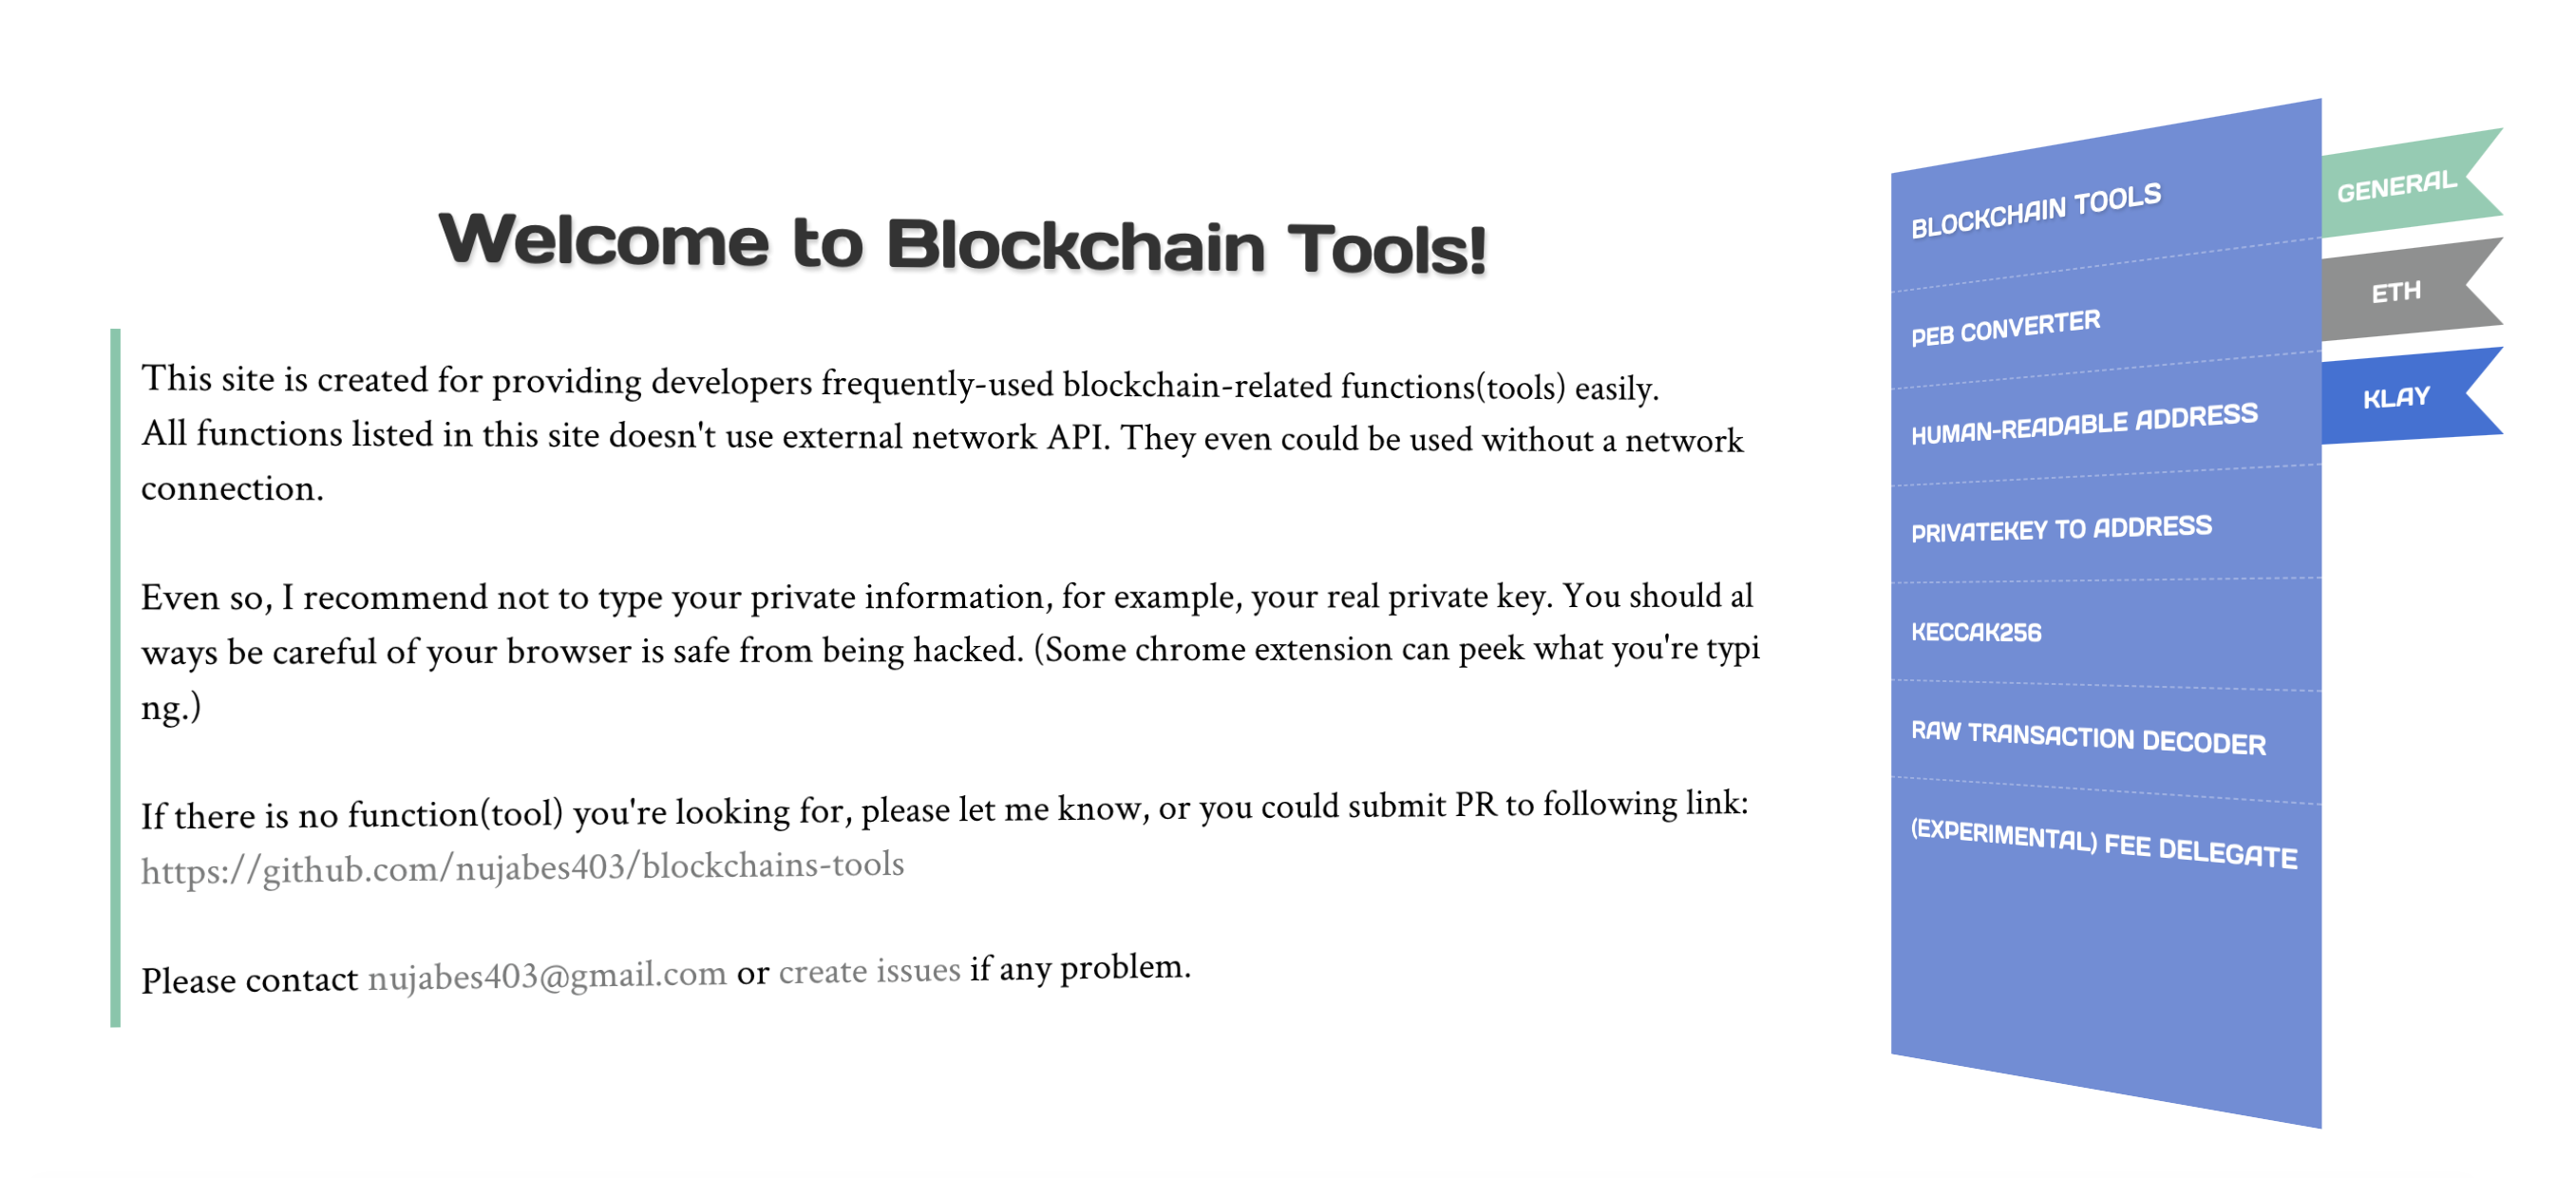 Welcome to Blockchain Tools!
This site is created for providing developers frequently-used blockchain-related functions(tools) easily.
All functions listed in this site doesn't use external network API. They even could be used without a network
connection.
Even so, I recommend not to type your private information, for example, your real private key. You should al
ways be careful of your browser is safe from being hacked. (Some chrome extension can peek what you're typi
ng.)
If there is no function(tool) you're looking for, please let me know, or you could submit PR to following link:
https://github.com/nujabes403/blockchains-tools
Please contact nujabes403@gmail.com or create issues if any problem.
BLOCKCHAIN TOOLS
PEB CONVERTER
HUMAN-READABLE ADDRESS
PRIVATEKEY TO ADDRESS
KECCAK256
RAW TRANSACTION DECODER
(EXPERIMENTAL) FEE DELEGATE
GENERAL
ETH
KLAY